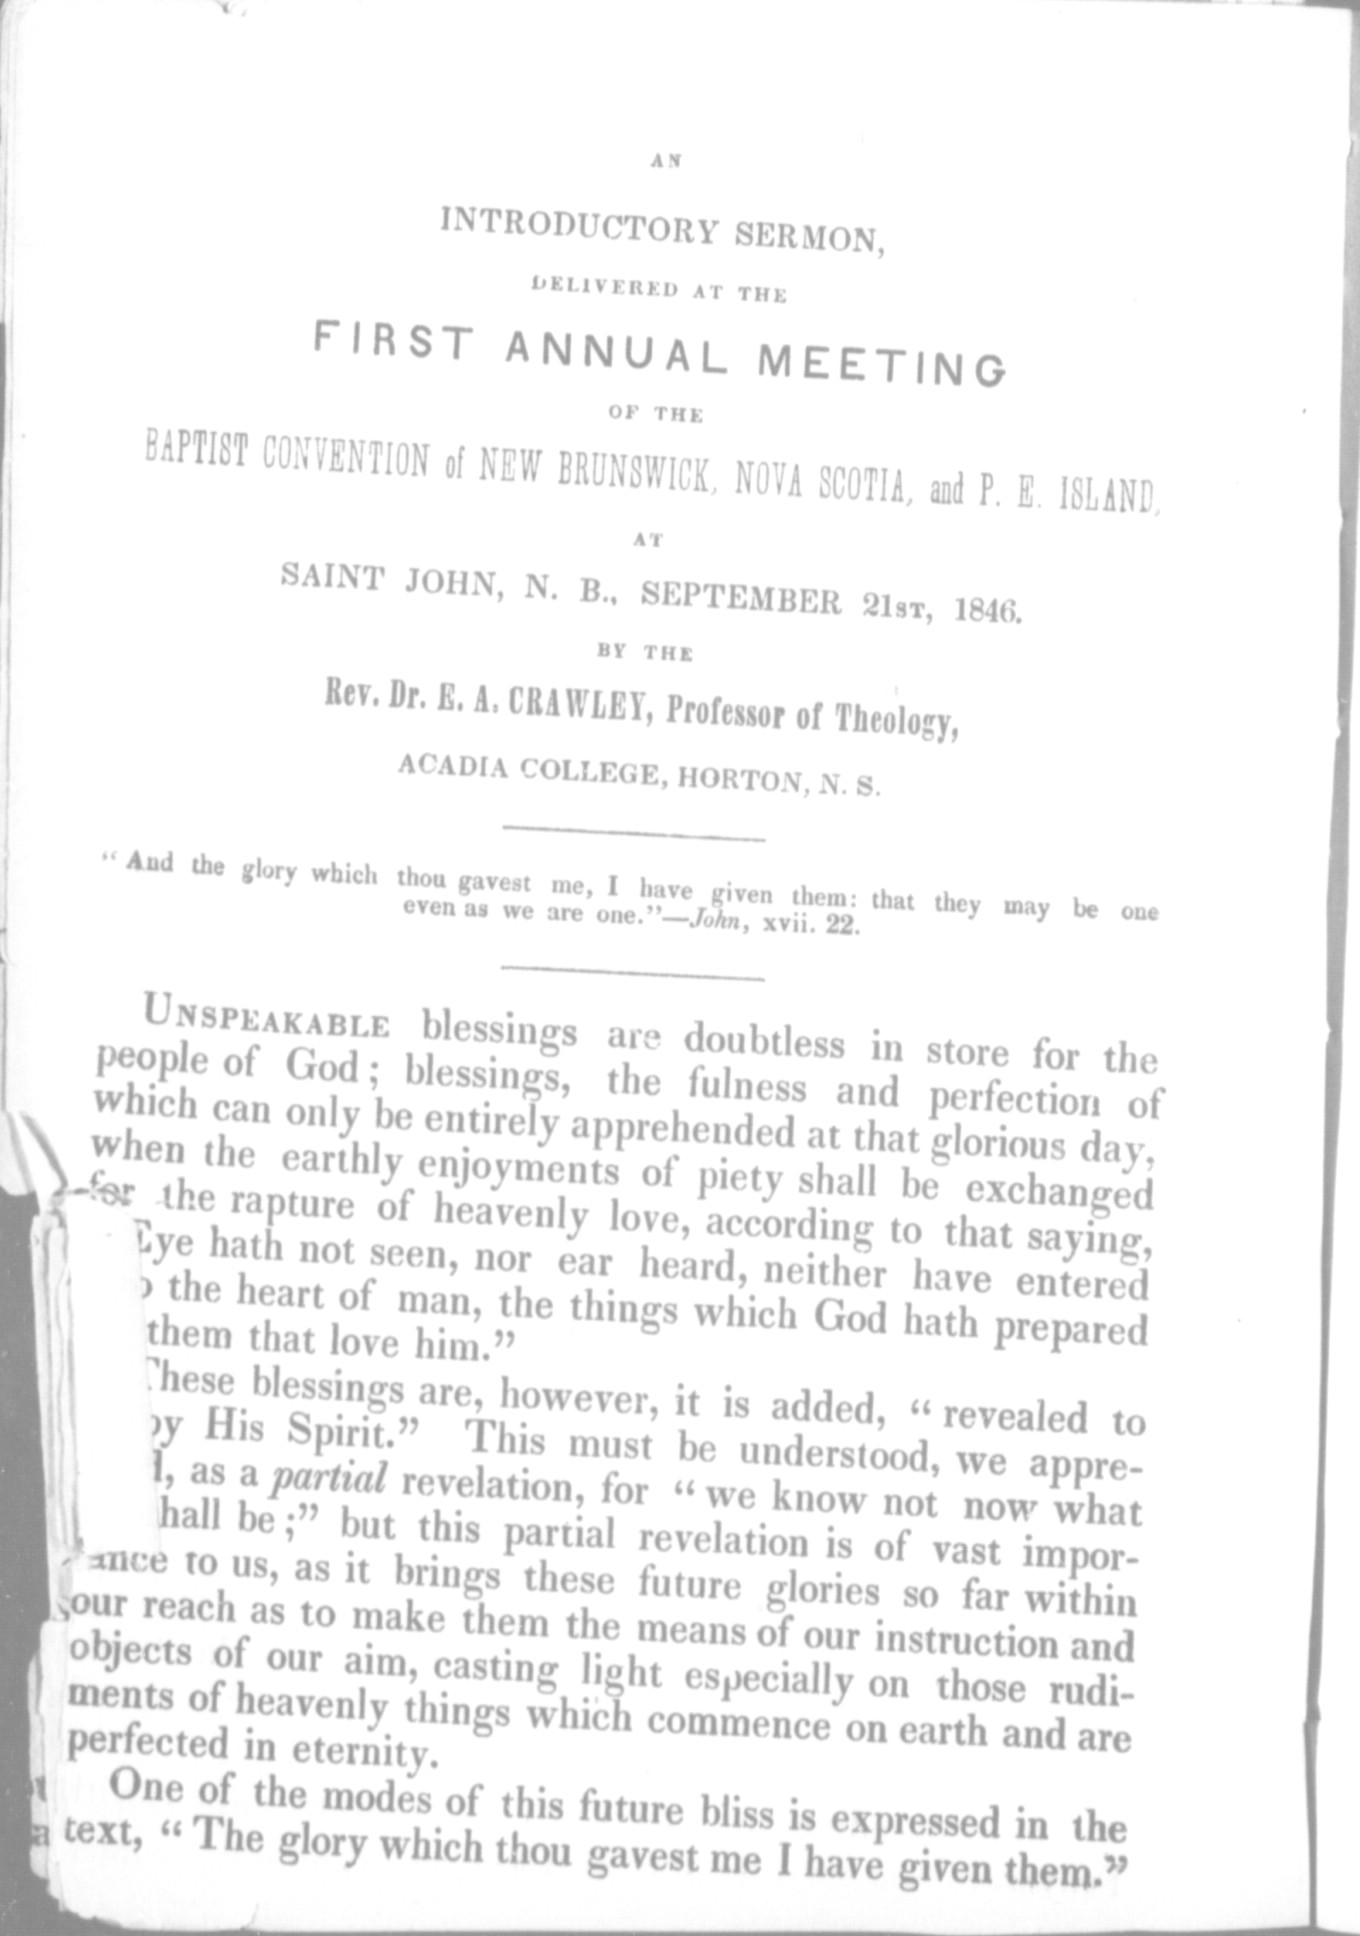 AN
INTRODUCTORY SERMON,
DELIVERED AT THE
FIRST ANNUAL MEETING
OF THE
BAPTIST CONVENTION of NEW BRUNSWICK, NOVA SCOTIA, and P. E. ISLAND,
AT
SAINT JOHN, N. B., SEPTEMBER 21ST, 1846.
BY THE
Rev. Dr. E. A. CRAWLEY, Professor of Theology,
ACADIA COLLEGE, HORTON, N. S.
“And the glory which thou gavest me, I have given them: that they may be one
even as we are one.”—John, xvii. 22.
UNSPEAKABLE blessings are doubtless in store for the
people of God; blessings, the fulness and perfection of
which can only be entirely apprehended at that glorious day,
when the earthly enjoyments of piety shall be exchanged
for the rapture of heavenly love, according to that saying,
Eye hath not seen, nor ear heard, neither have entered
the heart of man, the things which God hath prepared
them that love him.”
These blessings are, however, it is added, “revealed to
by His Spirit.” This must be understood, we appre-
as a partial revelation, for “we know not now what
hall be;” but this partial revelation is of vast impor-
ance to us, as it brings these future glories so far within
our reach as to make them the means of our instruction and
objects of our aim, casting light especially on those rudi-
ments of heavenly things which commence on earth and are
perfected in eternity.
One of the modes of this future bliss is expressed in the
text, “The glory which thou gavest me I have given them.”